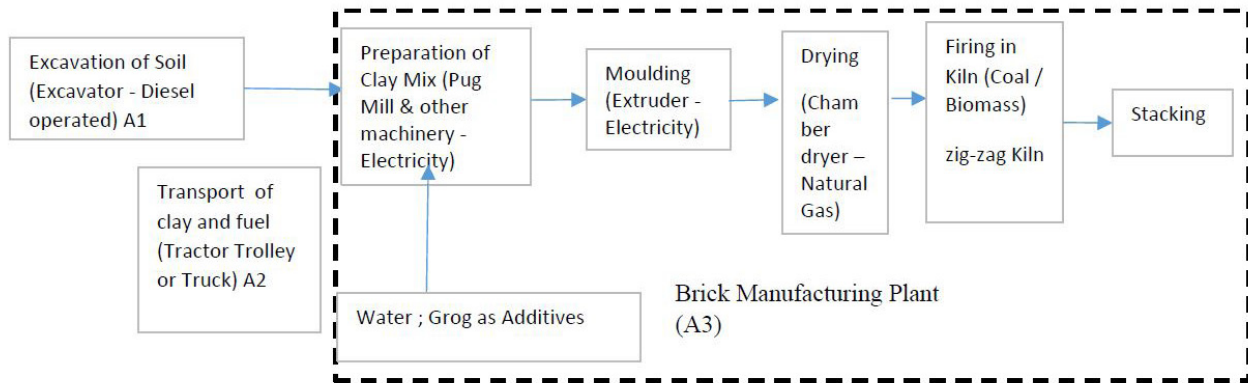 Excavation of Soil
(Excavator - Diesel
operated) A1
Transport of
clay and fuel
(Tractor Trolley
or Truck) A2
Preparation of
Clay Mix (Pug
Mill & other
machinery -
Electricity)
Water ; Grog as Additives
Moulding
(Extruder -
Electricity)
Drying
(Cham
ber
dryer –
Natural
Gas)
Firing in
Kiln (Coal /
Biomass)
zig-zag Kiln
Stacking
Brick Manufacturing Plant
(A3)